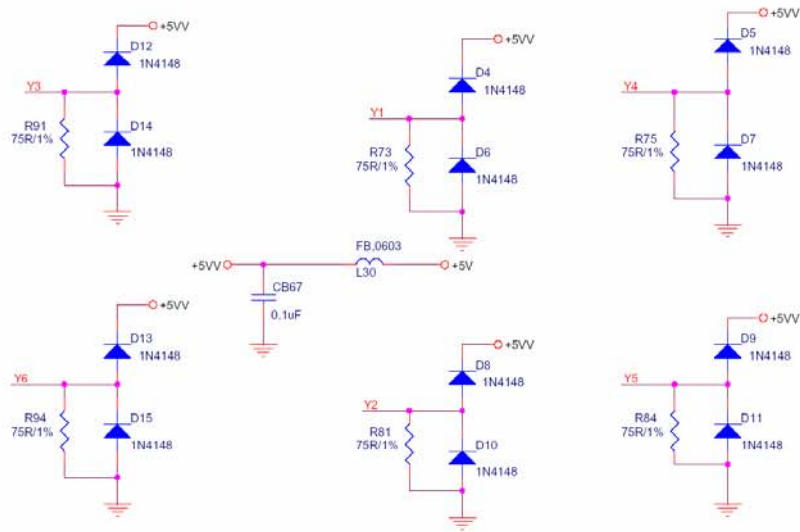 +5VV
D12
1N4148
Y3
R91
75R/1%
D14
1N4148
+5VV
D4
1N4148
Y1
R73
75R/1%
D6
1N4148
+5VV
D5
1N4148
Y4
R75
75R/1%
D7
1N4148
+5VV
FB,0603
L30
+5V
CB67
0.1uF
+5VV
D13
1N4148
Y6
R94
75R/1%
D15
1N4148
+5VV
D8
1N4148
Y2
R81
75R/1%
D10
1N4148
+5VV
D9
1N4148
Y5
R84
75R/1%
D11
1N4148